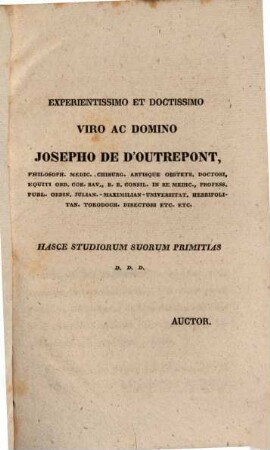 EXPERIENTISSIMO ET DOCTISSIMO
VIRO AC DOMINO
JOSEPHO DE D'OUTREPONT,
PHILOSOPH. MEDIC. CHIRURG. ARTISQUE OBSTETR. DOCTORI,
EQUITI ORD. COR. BAV., R. B. CONSIL. IN RE MEDIC., PROFESS.
PUBL. ORDIN. JULIAN.-MAXIMILIAN-UNIVERSITAT. HERBIPOLI-
TAN. TOKODOCH. DIRECTORI ETC. ETC.
HASCE STUDIORUM SUORUM PRIMITIAS
D. D. D.
AUCTOR.